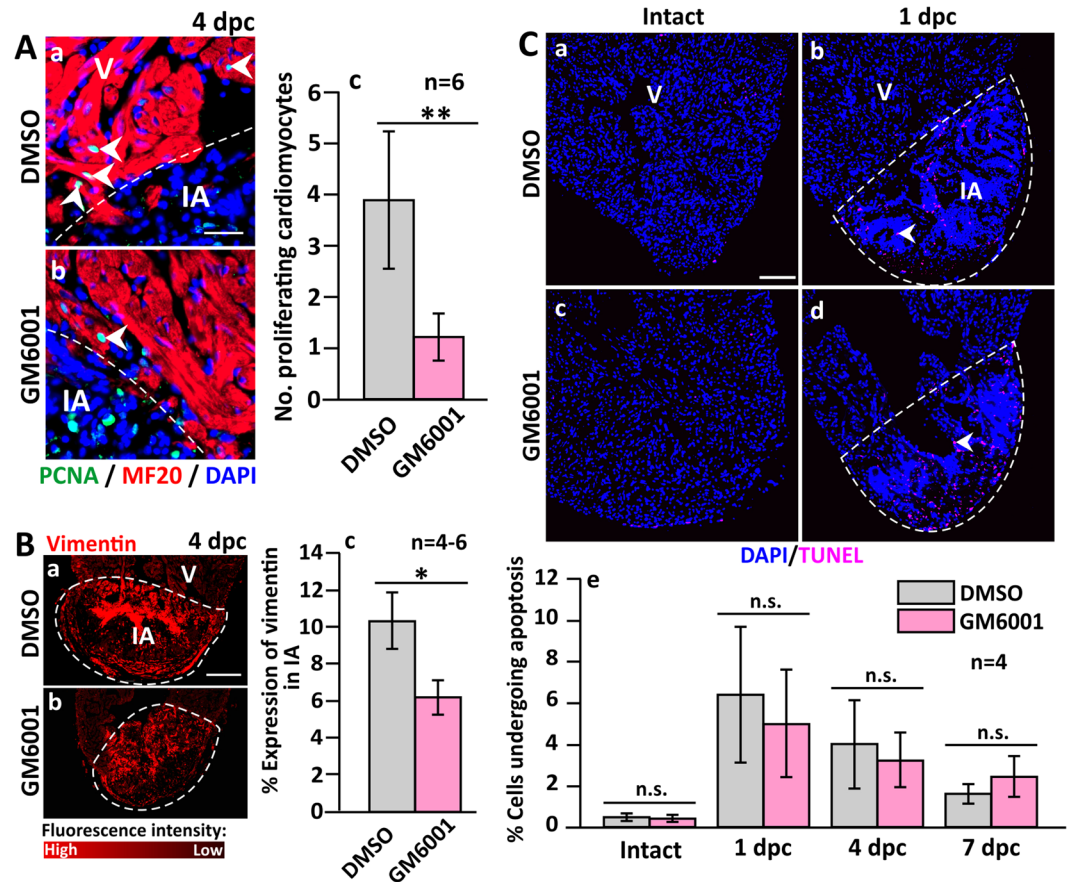 A
4 dpc
a
V
IA
DMSO
b
IA
GM6001
PCNA / MF20 / DAPI
c
n=6
**
No. proliferating cardiomyocytes
6
5
4
3
2
1
0
DMSO
GM6001
B
Vimentin
4 dpc
a
V
IA
DMSO
b
GM6001
Fluorescence intensity:
High Low
c
n=4-6
*
% Expression of vimentin
in IA
14
12
10
8
6
4
2
0
DMSO
GM6001
C
Intact
1 dpc
a
V
b
V
IA
DMSO
c
d
GM6001
DAPI/TUNEL
e
DMSO
GM6001
n=4
% Cells undergoing apoptosis
12
10
8
6
4
2
0
n.s.
n.s.
n.s.
n.s.
Intact
1 dpc
4 dpc
7 dpc